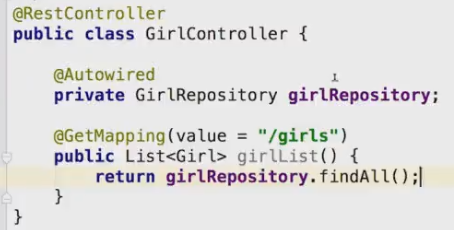 @RestController
public class GirlController {
@Autowired
private GirlRepository girlRepository;
@GetMapping(value = "/girls")
public List<Girl> girlList() {
return girlRepository.findAll();
}
}